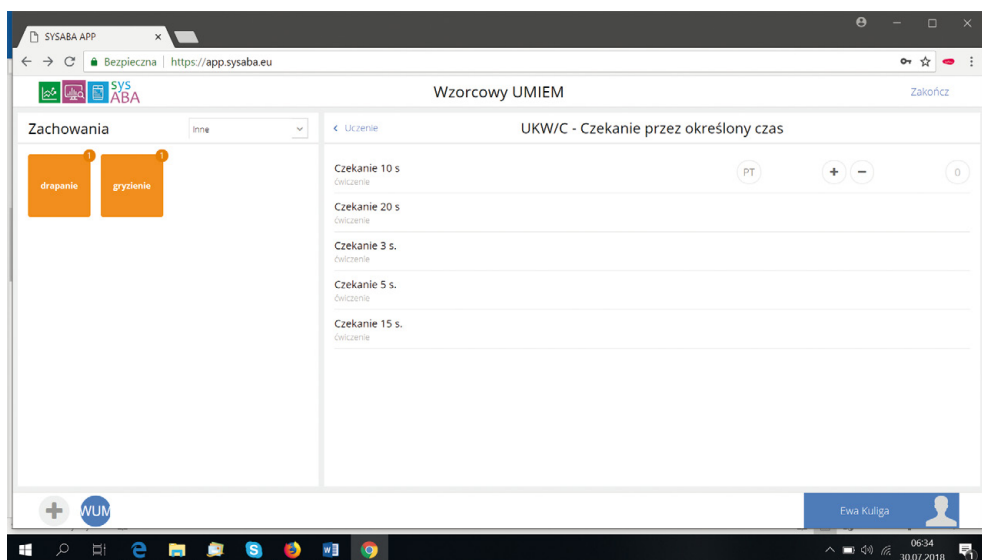 SYSABA APP
Bezpieczna https://app.sysaba.eu
sys
ABA
Wzorcowy UMIEM
Zakończ
Zachowania
Inne
Uczenie
UKW/C - Czekanie przez określony czas
1
1
drapanie
gryzienie
Czekanie 10 s
ćwiczenie
PT
+
−
0
Czekanie 20 s
ćwiczenie
Czekanie 3 s.
ćwiczenie
Czekanie 5 s.
ćwiczenie
Czekanie 15 s.
ćwiczenie
WUM
Ewa Kuliga
06:34
30.07.2018